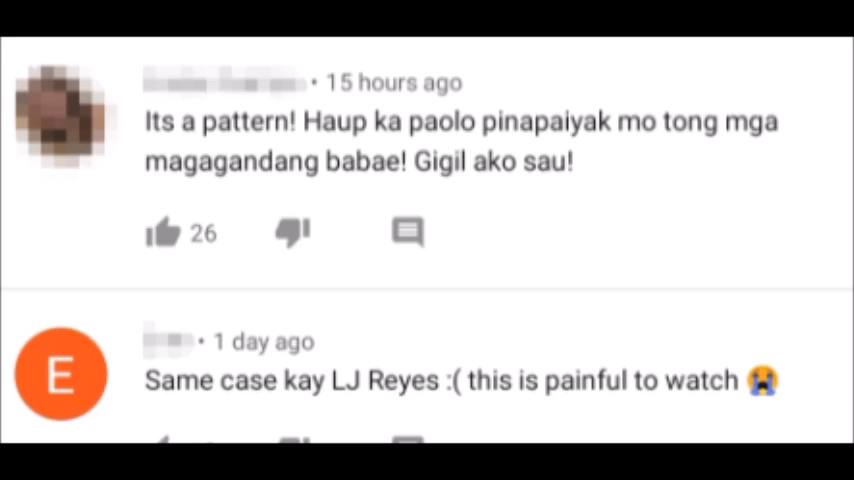 • 15 hours ago
Its a pattern! Haup ka paolo pinapaiyak mo tong mga
magagandang babae! Gigil ako sau!
26
E
• 1 day ago
Same case kay LJ Reyes :( this is painful to watch 😭